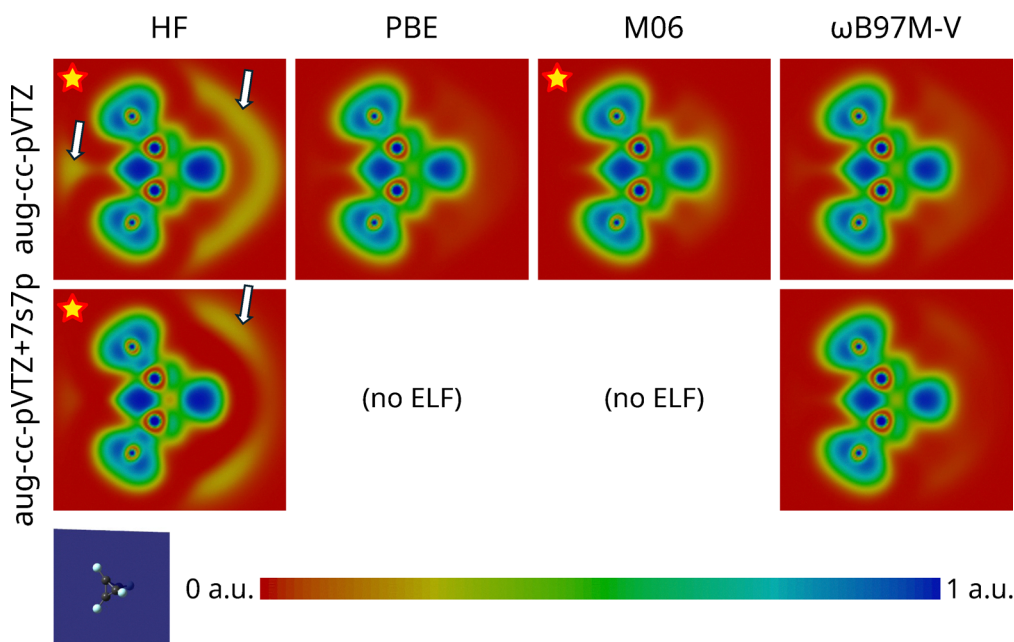 HF PBE M06 ωB97M-V
aug-cc-pVTZ
aug-cc-pVTZ+7s7p
(no ELF) (no ELF)
0 a.u. 1 a.u.